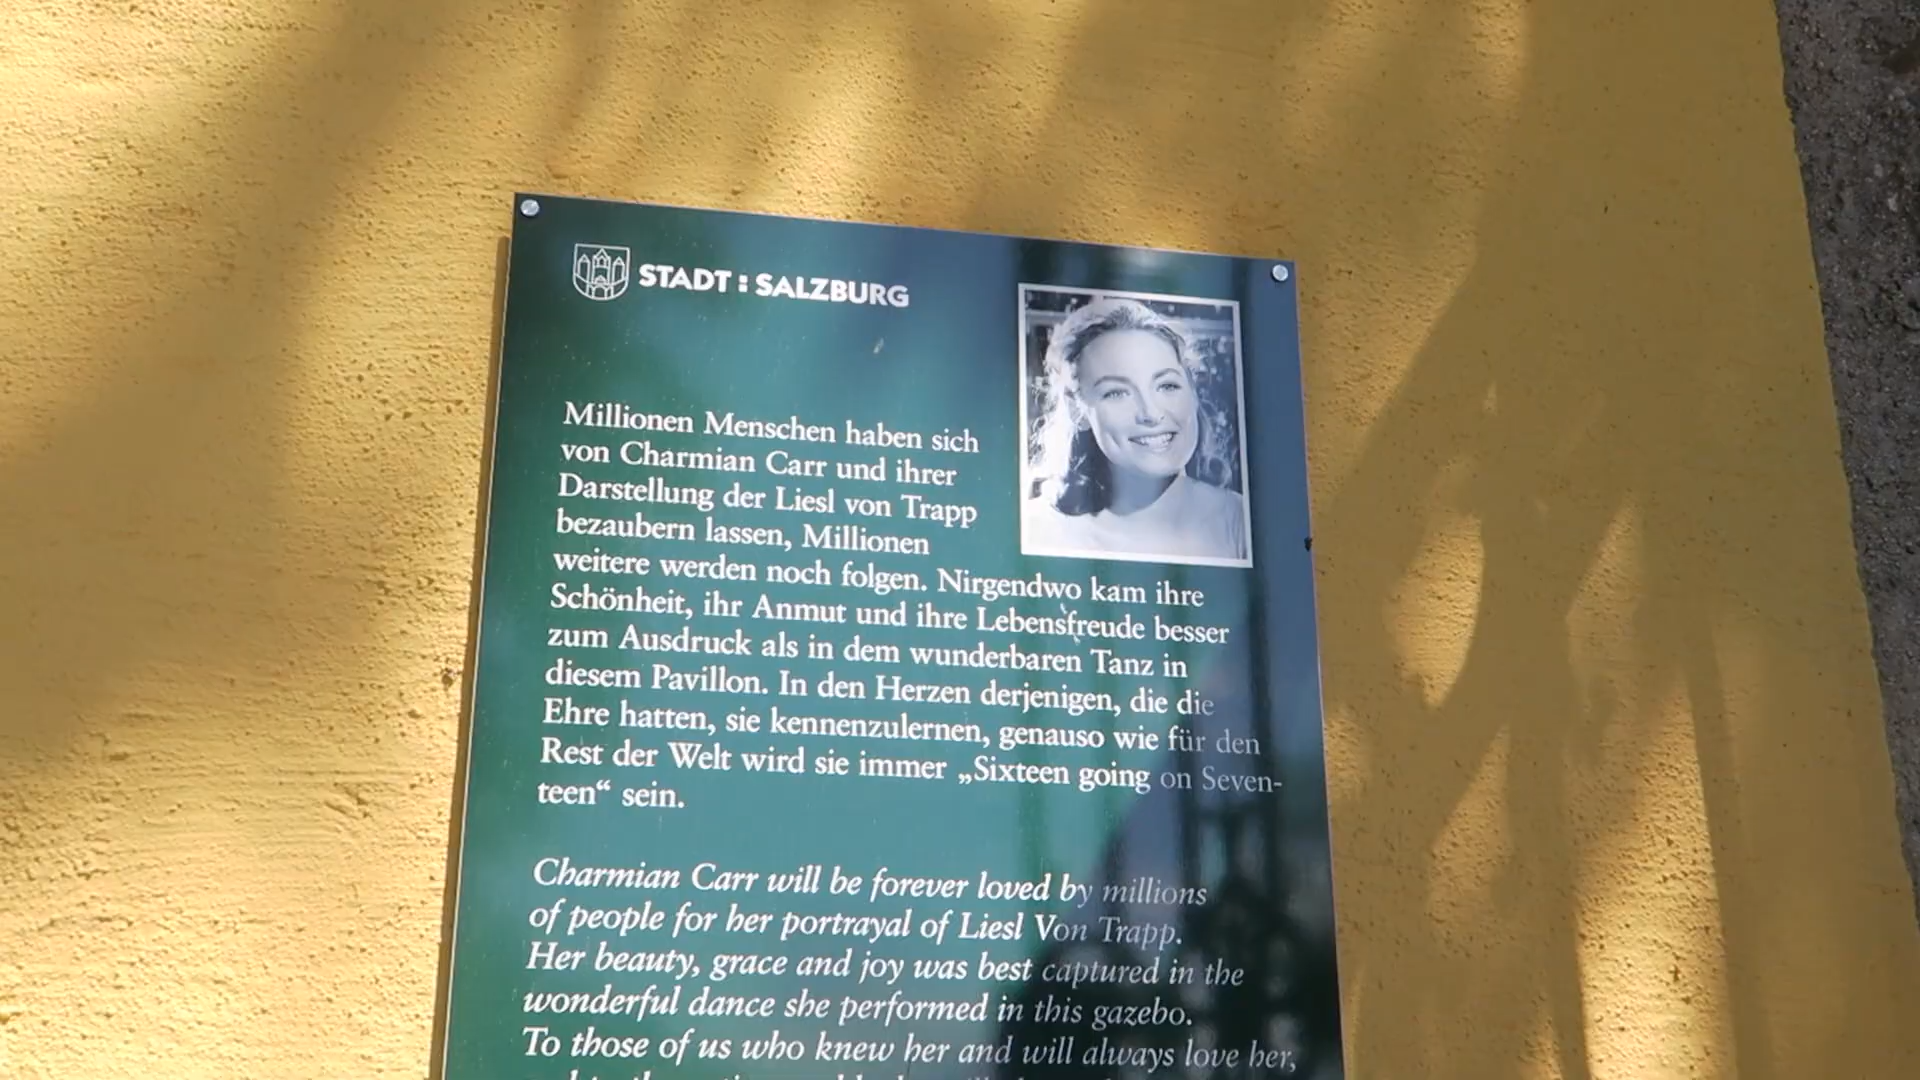 STADT : SALZBURG
Millionen Menschen haben sich
von Charmian Carr und ihrer
Darstellung der Liesl von Trapp
bezaubern lassen, Millionen
weitere werden noch folgen. Nirgendwo kam ihre
Schönheit, ihr Anmut und ihre Lebensfreude besser
zum Ausdruck als in dem wunderbaren Tanz in
diesem Pavillon. In den Herzen derjenigen, die die
Ehre hatten, sie kennenzulernen, genauso wie für den
Rest der Welt wird sie immer „Sixteen going on Seven-
teen“ sein.
Charmian Carr will be forever loved by millions
of people for her portrayal of Liesl Von Trapp.
Her beauty, grace and joy was best captured in the
wonderful dance she performed in this gazebo.
To those of us who knew her and will always love her,